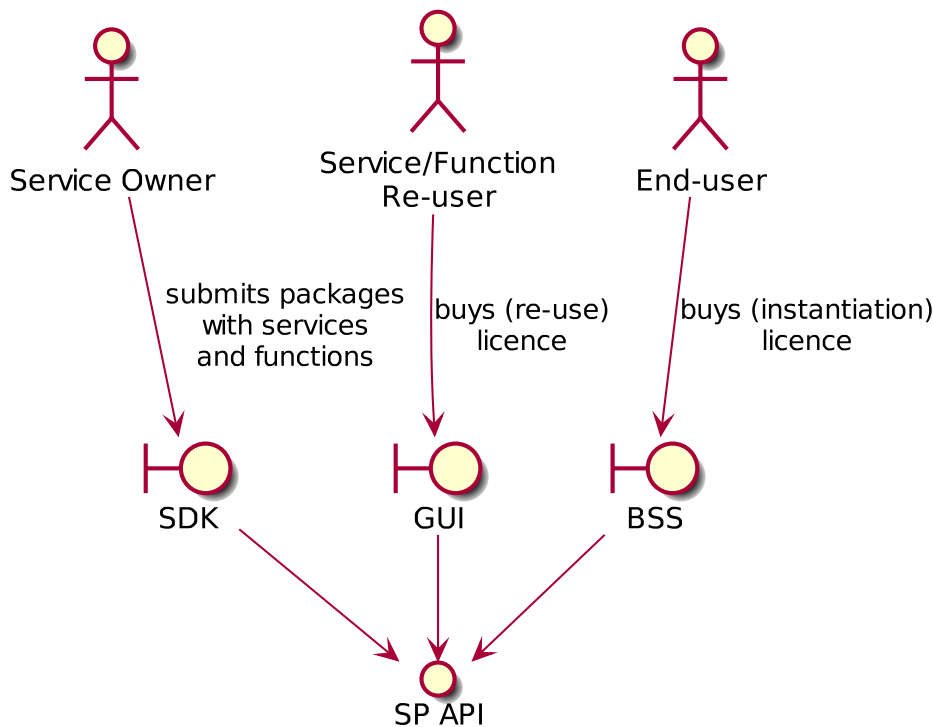 Service Owner
Service/Function
Re-user
End-user
submits packages
with services
and functions
buys (re-use)
licence
buys (instantiation)
licence
SDK
GUI
BSS
SP API